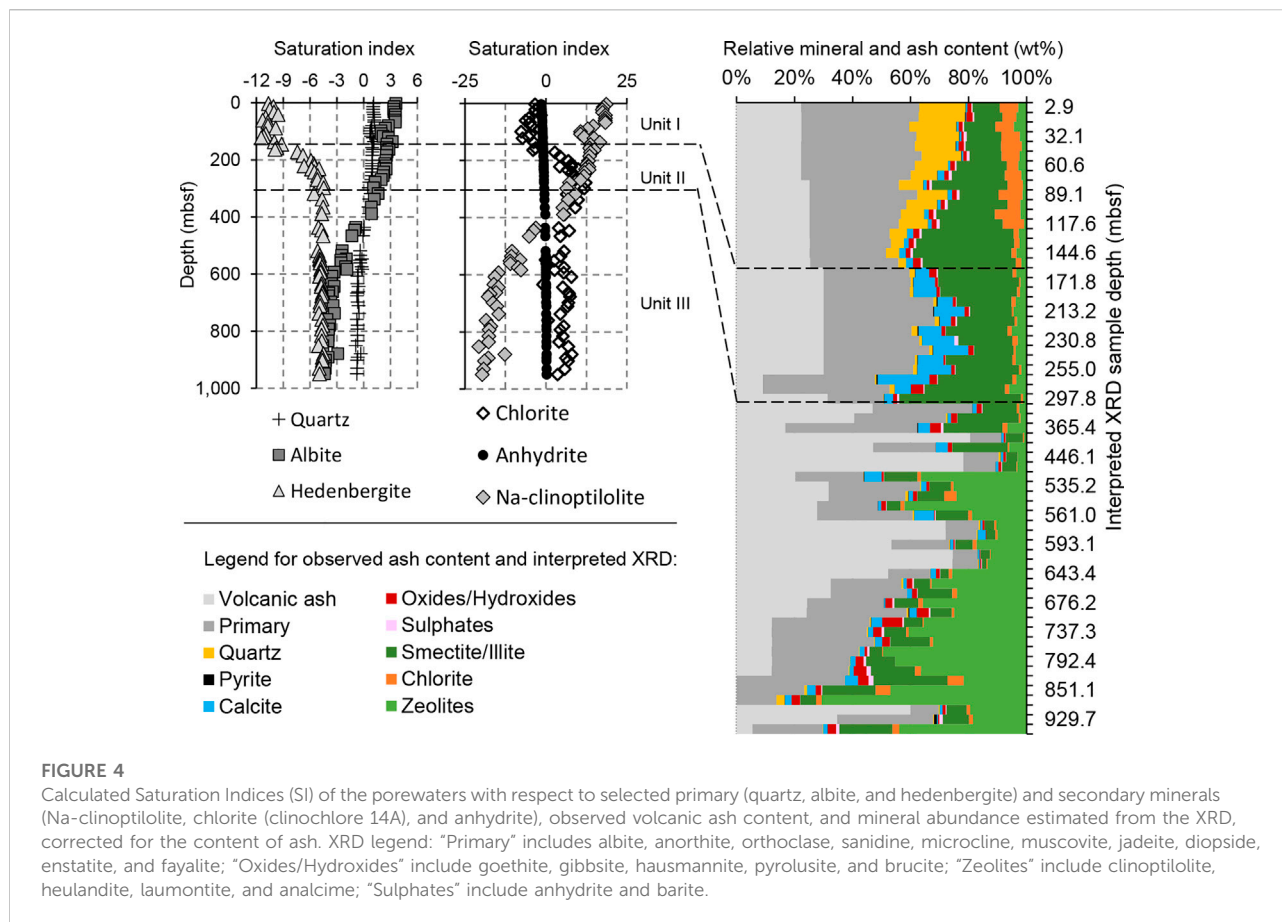 Saturation index
-12 -9 -6 -3 0 3 6
Saturation index
-25 0 25
Relative mineral and ash content (wt%)
0% 20% 40% 60% 80% 100%
Depth (mbsf)
0
200
400
600
800
1,000
Unit I
Unit II
Unit III
2.9
32.1
60.6
89.1
117.6
144.6
171.8
213.2
230.8
255.0
297.8
365.4
446.1
535.2
561.0
593.1
643.4
676.2
737.3
792.4
851.1
929.7
Interpreted XRD sample depth (mbsf)
Quartz
Albite
Hedenbergite
Chlorite
Anhydrite
Na-clinoptilolite
Legend for observed ash content and interpreted XRD:
Volcanic ash
Primary
Quartz
Pyrite
Calcite
Oxides/Hydroxides
Sulphates
Smectite/Illite
Chlorite
Zeolites
FIGURE 4
Calculated Saturation Indices (SI) of the porewaters with respect to selected primary (quartz, albite, and hedenbergite) and secondary minerals
(Na-clinoptilolite, chlorite (clinochlore 14A), and anhydrite), observed volcanic ash content, and mineral abundance estimated from the XRD,
corrected for the content of ash. XRD legend: “Primary” includes albite, anorthite, orthoclase, sanidine, microcline, muscovite, jadeite, diopside,
enstatite, and fayalite; “Oxides/Hydroxides” include goethite, gibbsite, hausmannite, pyrolusite, and brucite; “Zeolites” include clinoptilolite,
heulandite, laumontite, and analcime; “Sulphates” include anhydrite and barite.